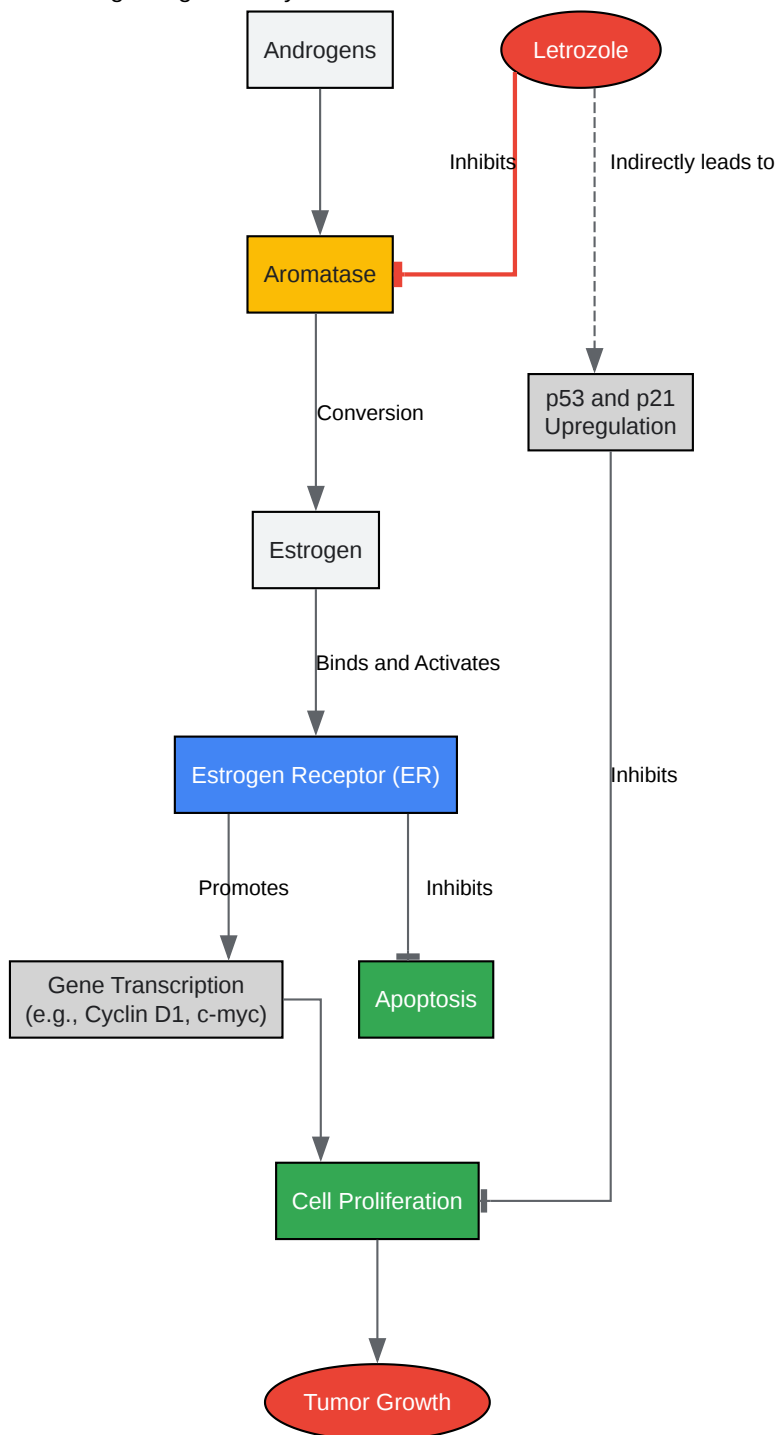 Androgens
Letrozole
Inhibits
Indirectly leads to
Aromatase
p53 and p21
Upregulation
Conversion
Estrogen
Binds and Activates
Estrogen Receptor (ER)
Inhibits
Promotes
Inhibits
Gene Transcription
(e.g., Cyclin D1, c-myc)
Apoptosis
Cell Proliferation
Tumor Growth